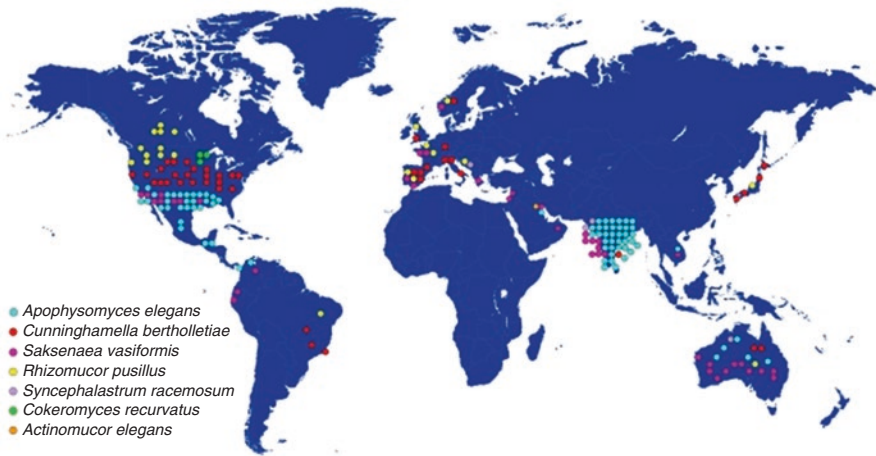 Apophysomyces elegans
Cunninghamella bertholletiae
Saksenaea vasiformis
Rhizomucor pusillus
Syncephalastrum racemosum
Cokeromyces recurvatus
Actinomucor elegans